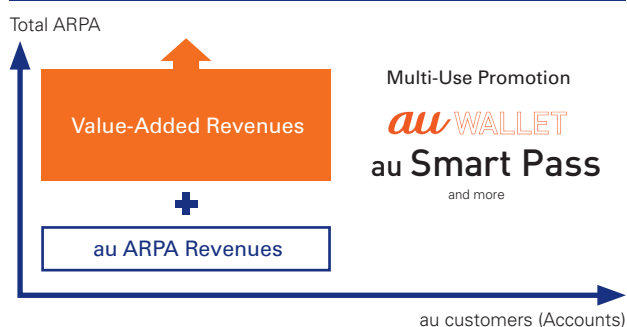 Total ARPA
Multi-Use Promotion
Value-Added Revenues
au WALLET
au Smart Pass
and more
au ARPA Revenues
au customers (Accounts)